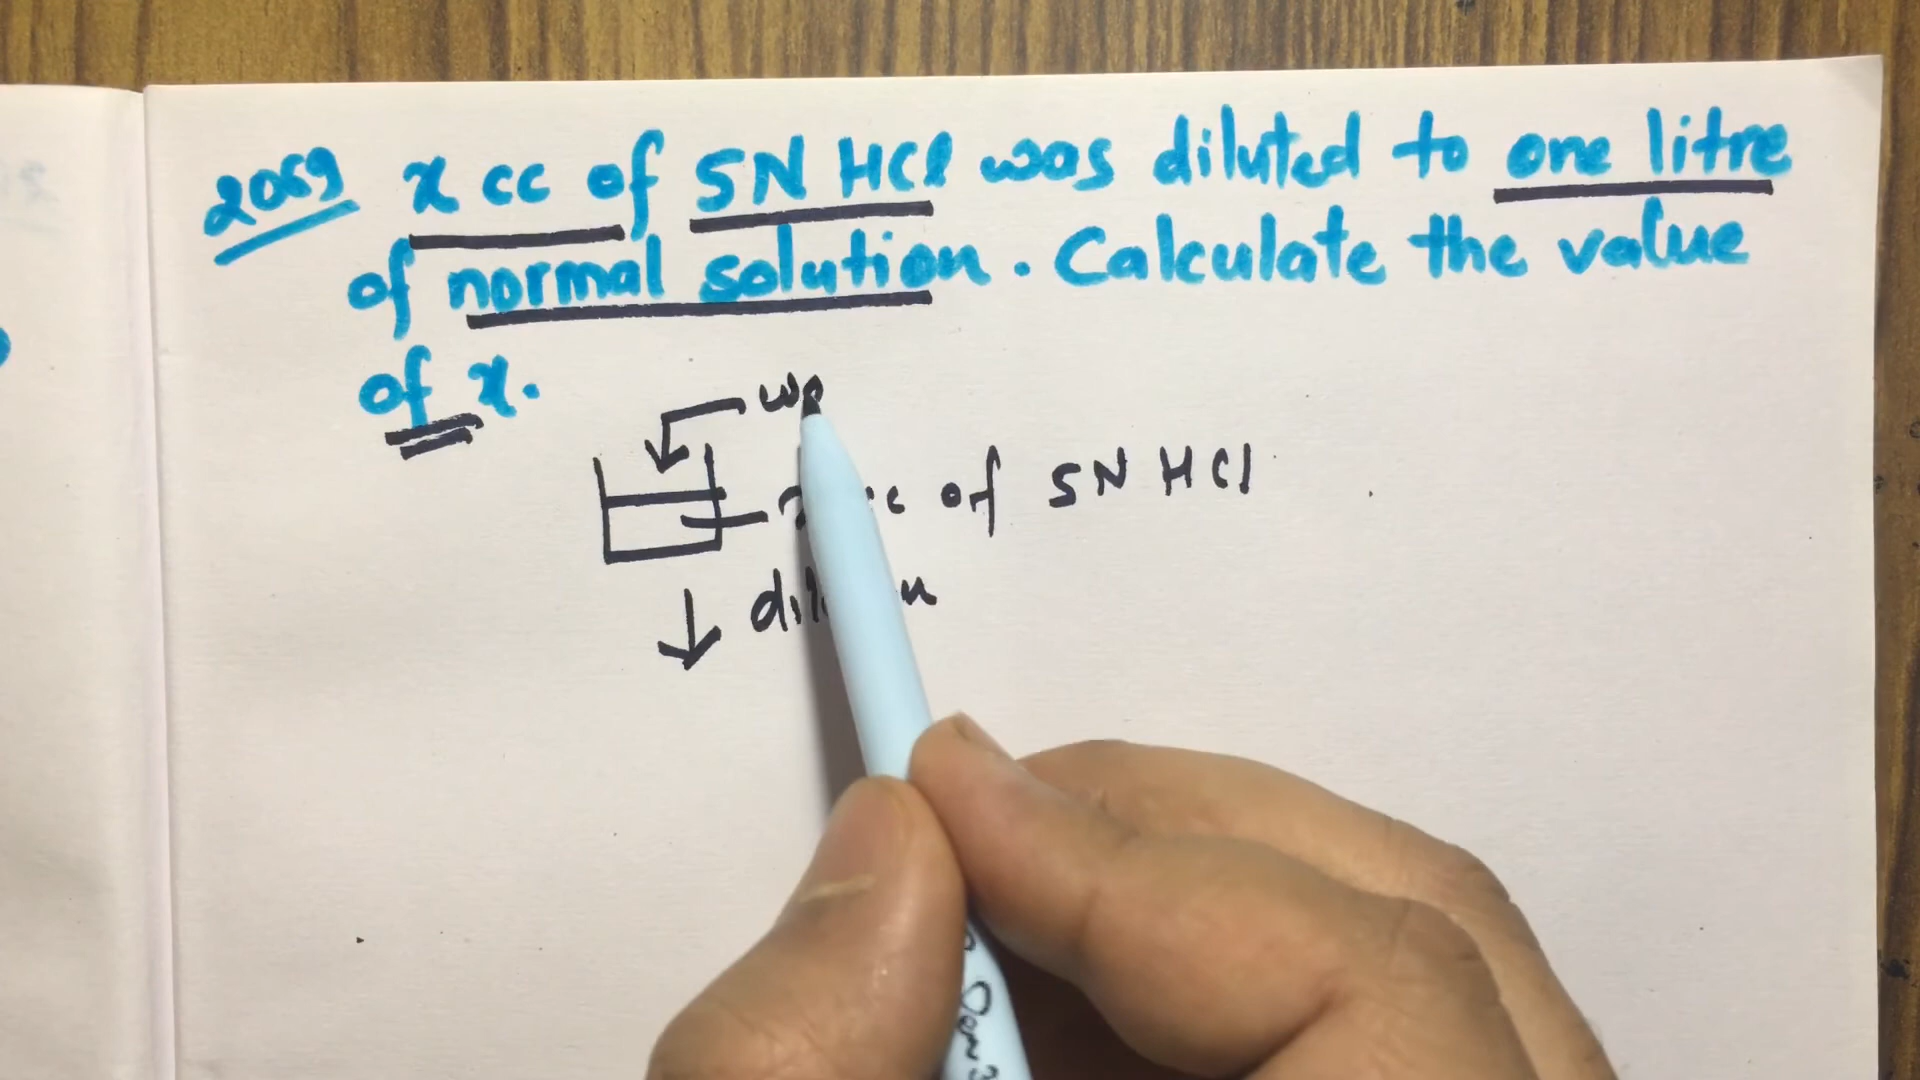 2069 x cc of 5N HCl was diluted to one litre
of normal solution. Calculate the value
of x.
cc of 5N HCl